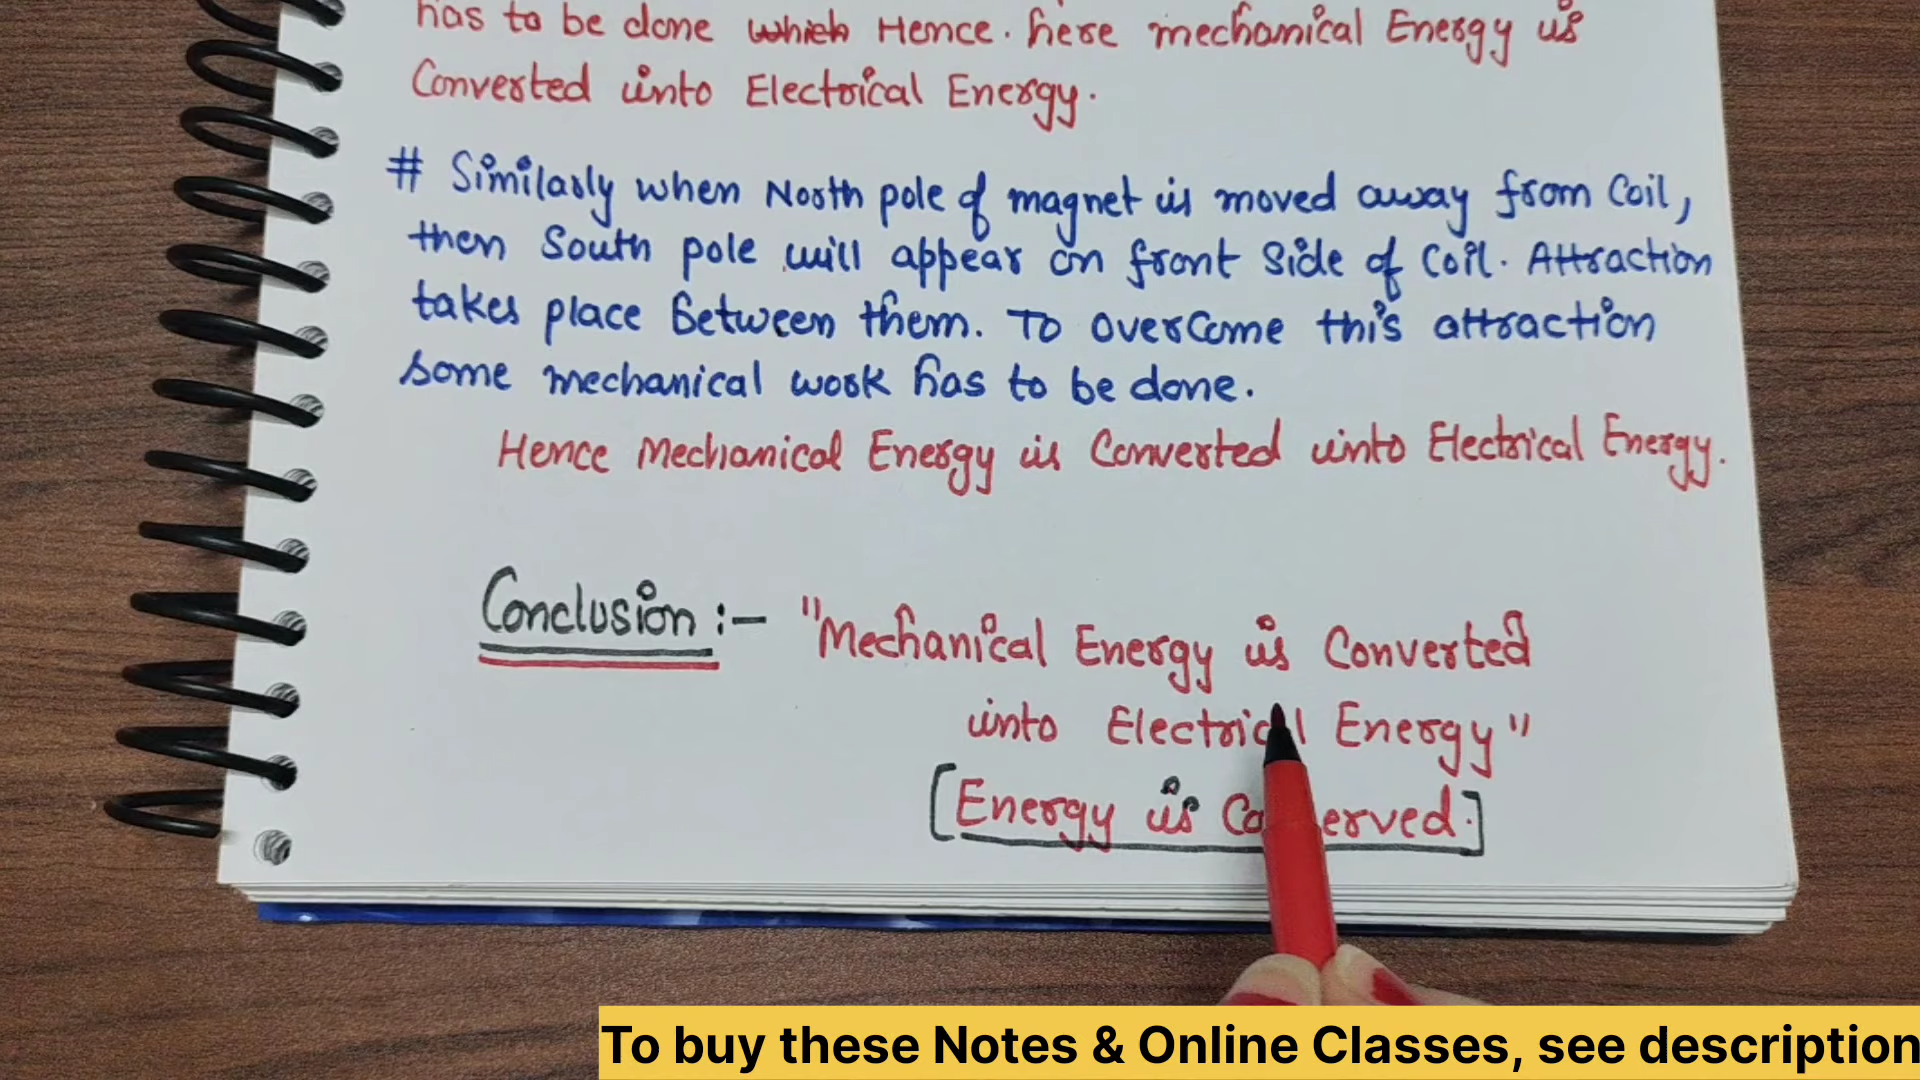 has to be done which Hence. here mechanical Energy is
Converted into Electrical Energy.
# Similarly when North pole of magnet is moved away from Coil,
then South pole will appear on front Side of Coil. Attraction
takes place between them. To overcome this attraction
some mechanical work has to be done.
Hence Mechanical Energy is Converted into Electrical Energy.
Conclusion :- "Mechanical Energy is Converted
into Electrical Energy"
[Energy is Conserved.]
To buy these Notes & Online Classes, see description